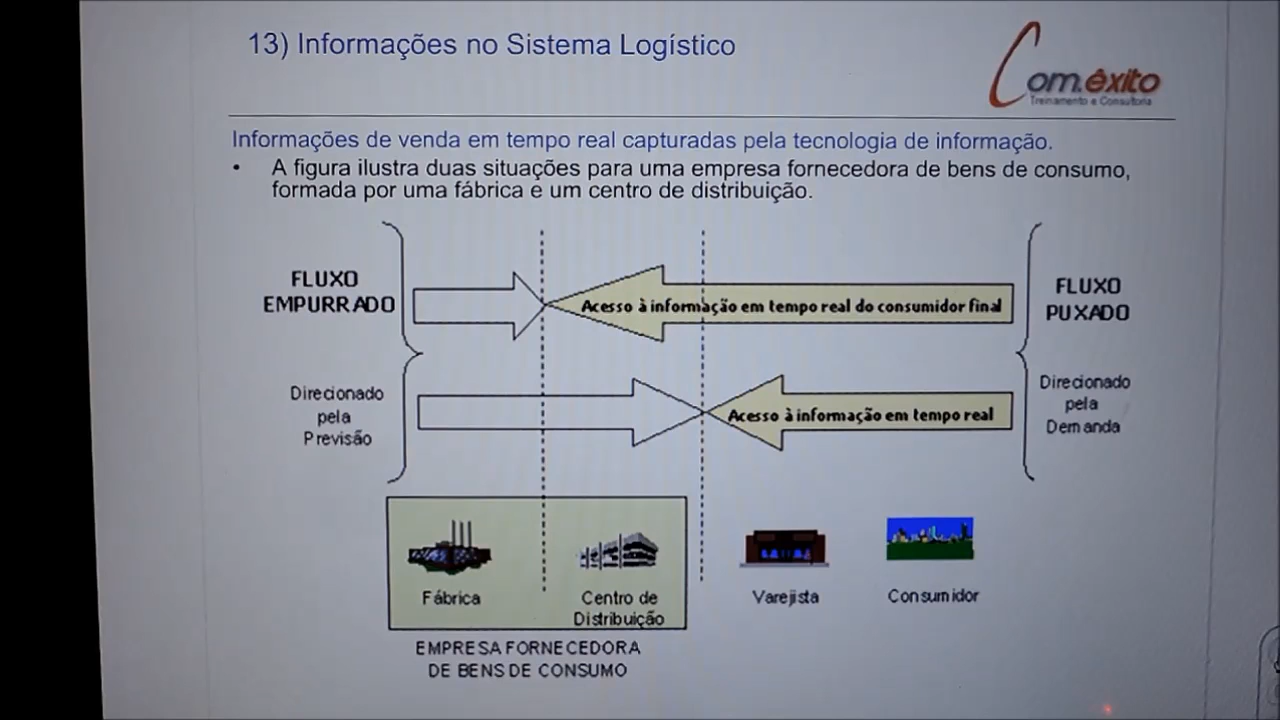 13) Informações no Sistema Logístico
Com.êxito
Treinamento e Consultoria
Informações de venda em tempo real capturadas pela tecnologia de informação.
• A figura ilustra duas situações para uma empresa fornecedora de bens de consumo,
formada por uma fábrica e um centro de distribuição.
FLUXO
EMPURRADO
Acesso à informação em tempo real do consumidor final
FLUXO
PUXADO
Direcionado
pela
Previsão
Acesso à informação em tempo real
Direcionado
pela
Demanda
Fábrica
Centro de
Distribuição
Varejista
Consumidor
EMPRESA FORNECEDORA
DE BENS DE CONSUMO